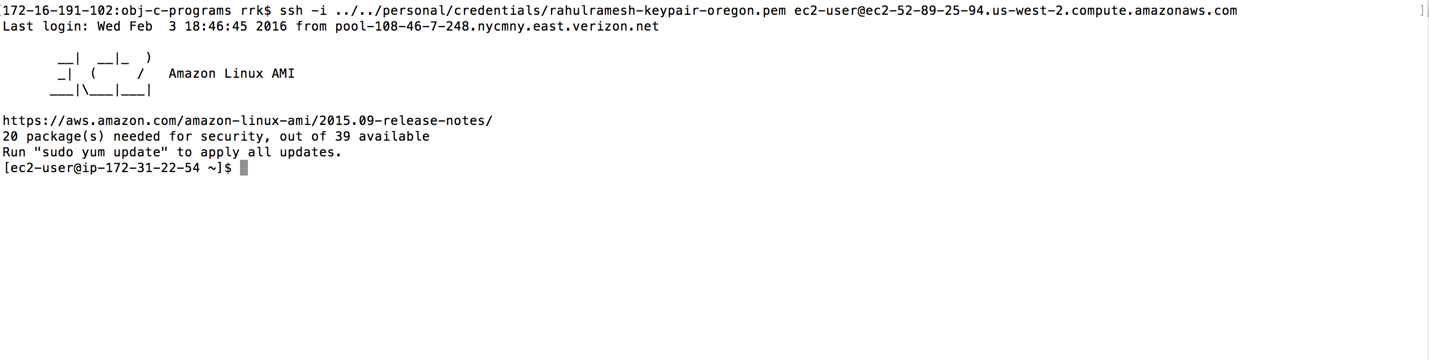 [172-16-191-102:obj-c-programs rrk$ ssh -i ../../personal/credentials/rahulramesh-keypair-oregon.pem ec2-user@ec2-52-89-25-94.us-west-2.compute.amazonaws.com ]
Last login: Wed Feb  3 18:46:45 2016 from pool-108-46-7-248.nycmny.east.verizon.net
       __|  __|_  )
       _|  (     /   Amazon Linux AMI
      ___|\___|___|
https://aws.amazon.com/amazon-linux-ami/2015.09-release-notes/
20 package(s) needed for security, out of 39 available
Run "sudo yum update" to apply all updates.
[ec2-user@ip-172-31-22-54 ~]$